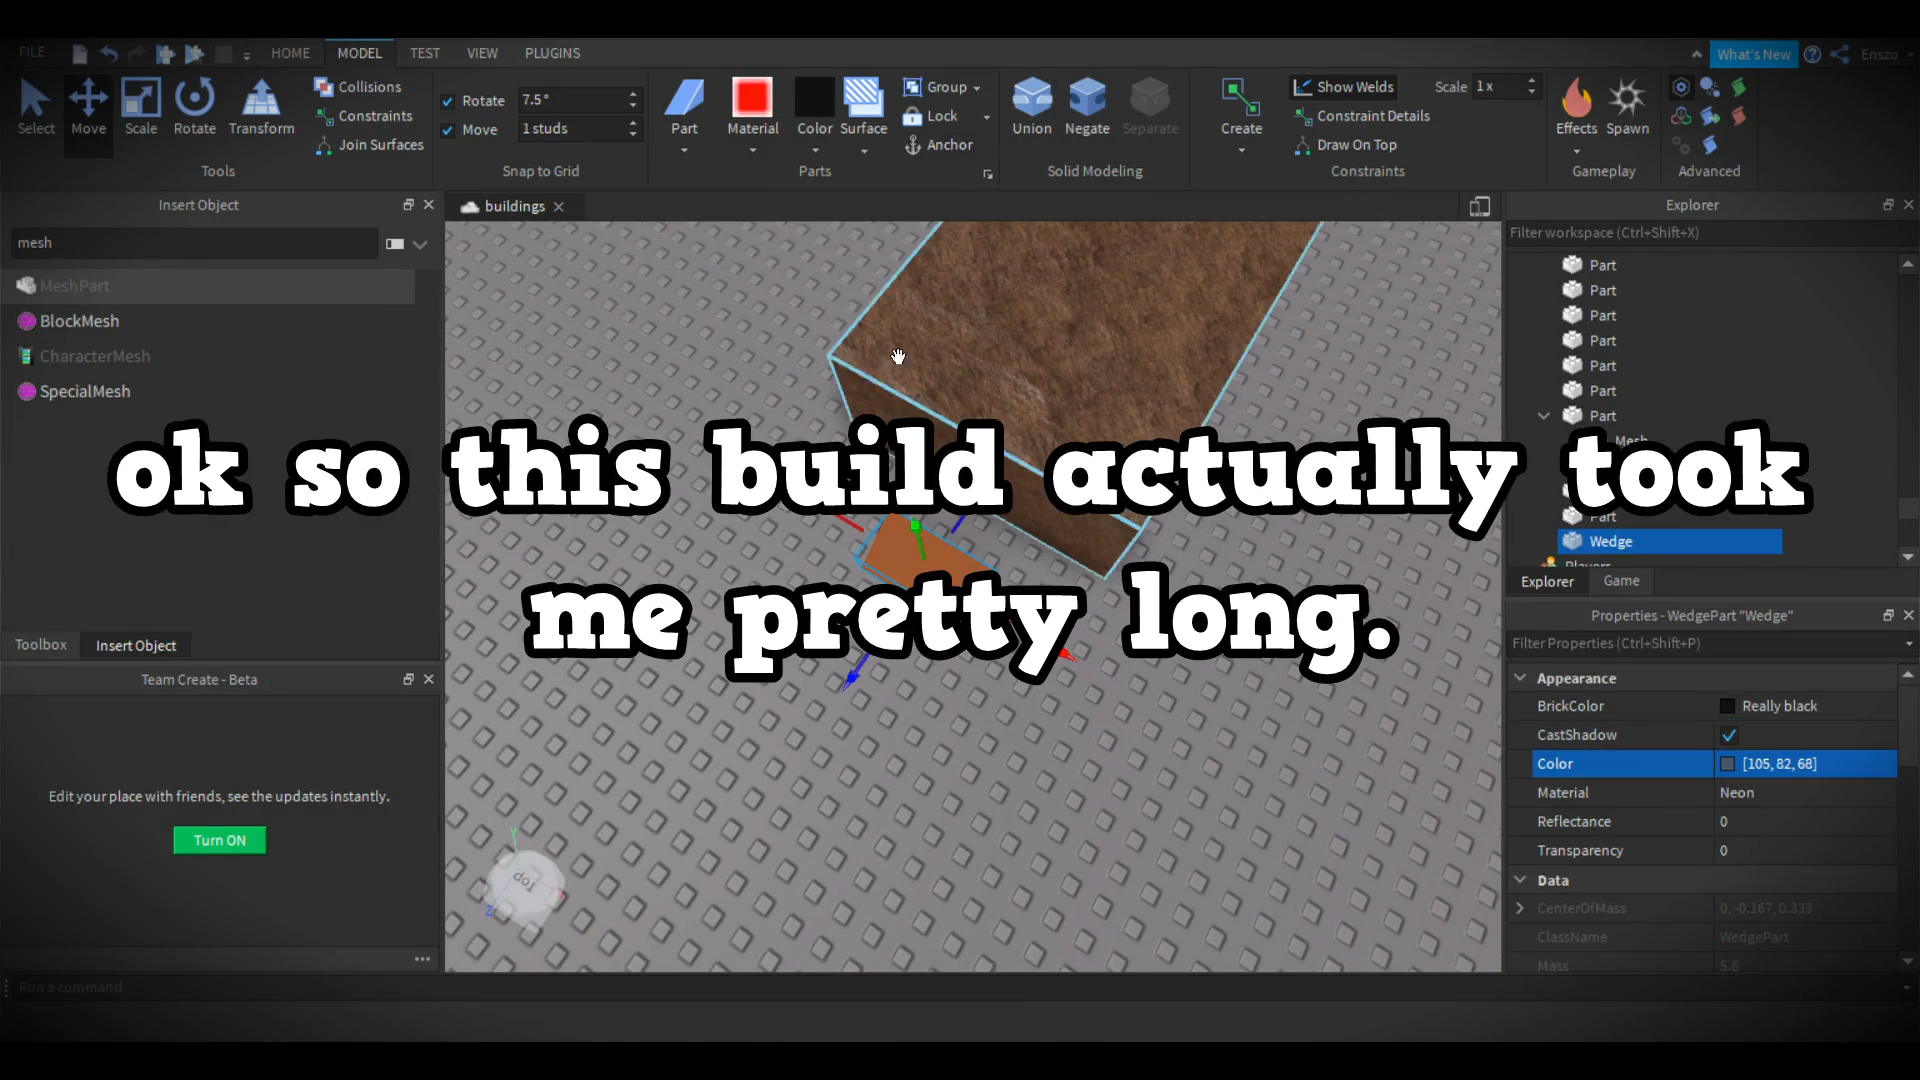 FILE HOME MODEL TEST VIEW PLUGINS What's New Enszo
Select Move Scale Rotate Transform
Collisions
Constraints
Join Surfaces
Tools
Rotate 7.5°
Move 1 studs
Snap to Grid
Part Material Color Surface
Group
Lock
Anchor
Parts
Union Negate Separate
Solid Modeling
Create
Show Welds Scale 1 x
Constraint Details
Draw On Top
Constraints
Effects Spawn
Gameplay
Advanced
Insert Object
mesh
MeshPart
BlockMesh
CharacterMesh
SpecialMesh
Toolbox Insert Object
Team Create - Beta
Edit your place with friends, see the updates instantly.
Turn ON
buildings
ok so this build actually took
me pretty long.
Top
Y
Z
Explorer
Filter workspace (Ctrl+Shift+X)
Part
Part
Part
Part
Part
Part
Part
Mesh
Part
Wedge
Players
Explorer Game
Properties - WedgePart "Wedge"
Filter Properties (Ctrl+Shift+P)
Appearance
BrickColor Really black
CastShadow
Color [105, 82, 68]
Material Neon
Reflectance 0
Transparency 0
Data
CenterOfMass 0, -0.167, 0.333
ClassName WedgePart
Mass 5.6
Run a command